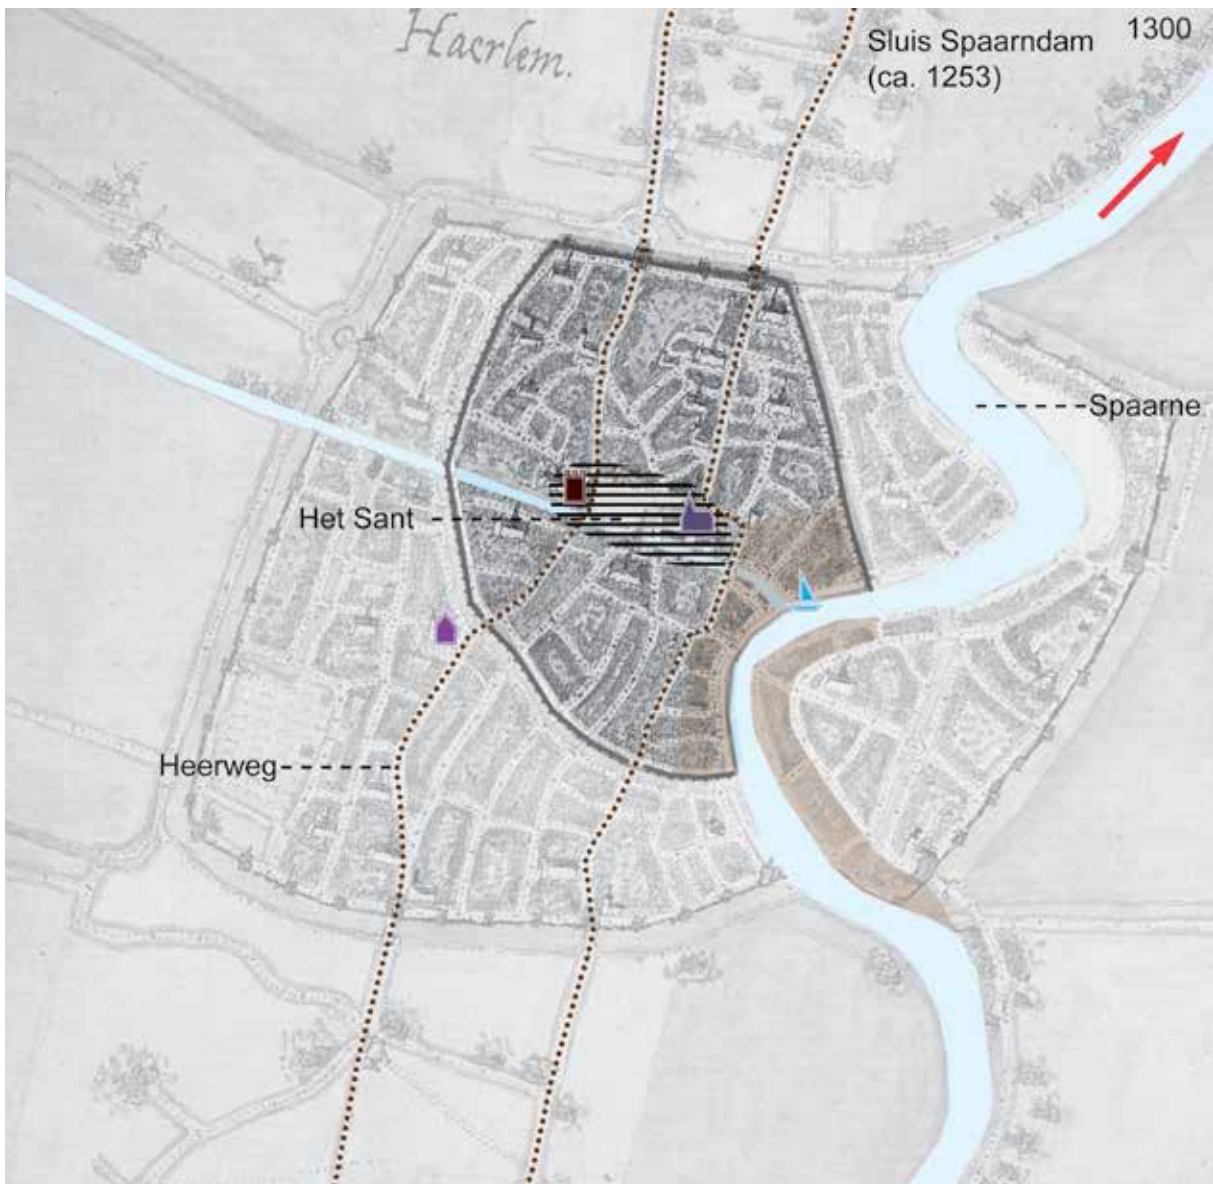 Haerlem.
Sluis Spaarndam
(ca. 1253)
1300
Spaarne
Het Sant
Heerweg